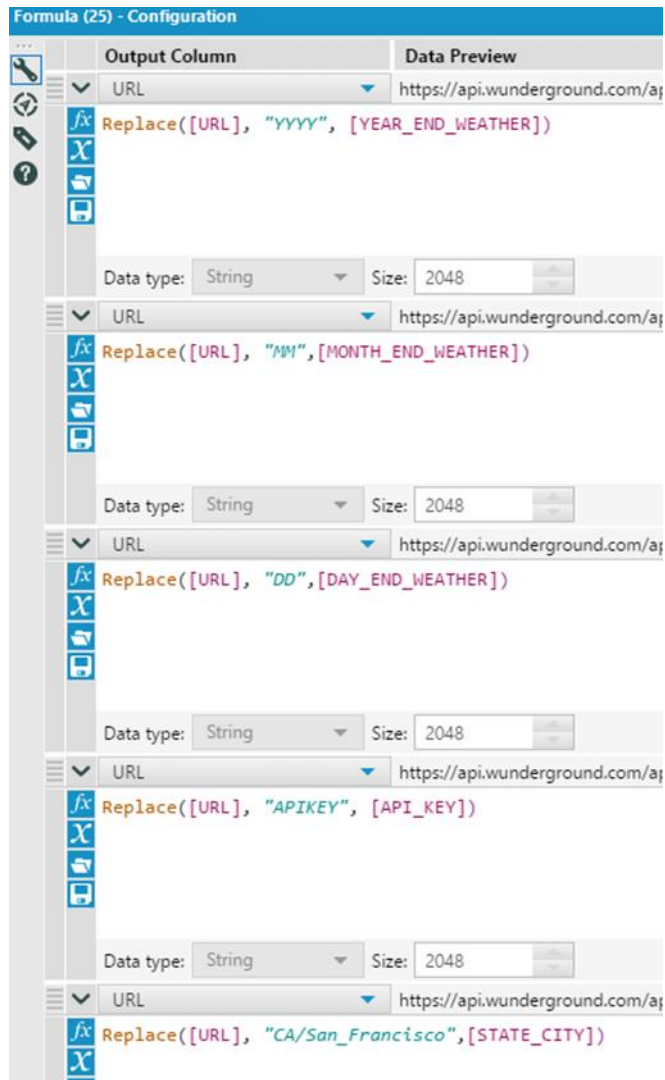 Formula (25) - Configuration
Output Column Data Preview
URL https://api.wunderground.com/ap
Replace([URL], "YYYY", [YEAR_END_WEATHER])
Data type: String Size: 2048
URL https://api.wunderground.com/ap
Replace([URL], "MM",[MONTH_END_WEATHER])
Data type: String Size: 2048
URL https://api.wunderground.com/ap
Replace([URL], "DD",[DAY_END_WEATHER])
Data type: String Size: 2048
URL https://api.wunderground.com/ap
Replace([URL], "APIKEY", [API_KEY])
Data type: String Size: 2048
URL https://api.wunderground.com/ap
Replace([URL], "CA/San_Francisco",[STATE_CITY])